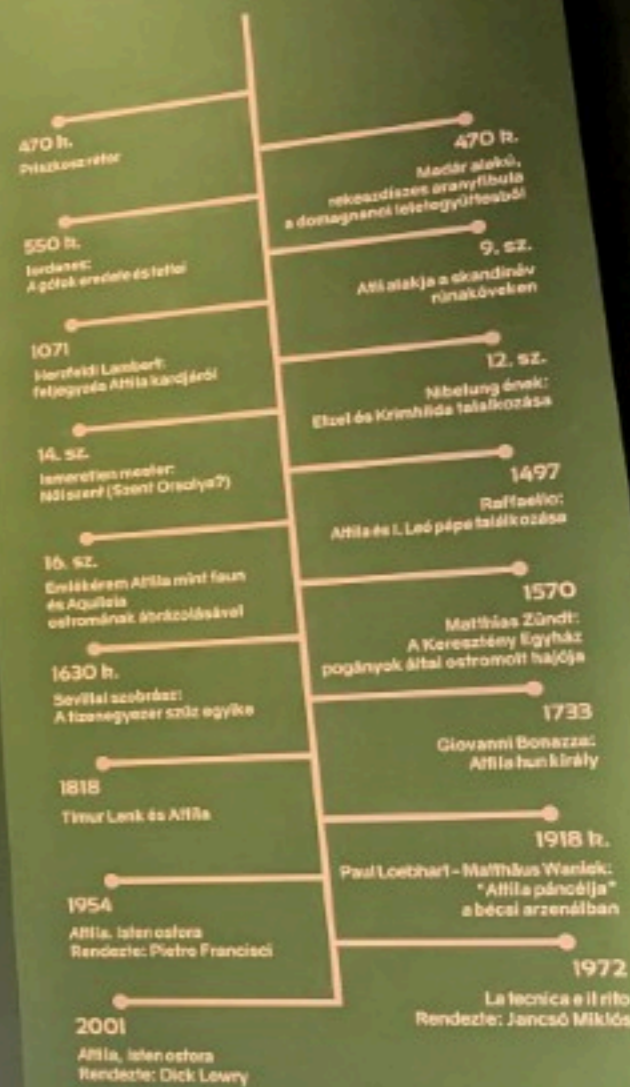 470 k.
Priszkosz rétor
470 k.
Madár alakú,
rekeszdíszes aranyfibula
a domagnanoi leletegyüttesből
550 k.
Iordanes:
A gótok eredete és tettei
9. sz.
Atli alakja a skandináv
rúnaköveken
1071
Hersfeldi Lambert:
feljegyzés Attila kardjáról
12. sz.
Nibelung ének:
Etzel és Krimhilda találkozása
14. sz.
Ismeretlen mester:
Női szent (Szent Orsolya?)
1497
Raffaello:
Attila és I. Leó pápa találkozása
16. sz.
Emlékérem Attila mint faun
és Aquileia
ostromának ábrázolásával
1570
Matthias Zündt:
A Keresztény Egyház
pogányok által ostromolt hajója
1630 k.
Sevillai szobrász:
A tizenegyezer szűz egyike
1733
Giovanni Bonazza:
Attila hun király
1818
Timur Lenk és Attila
1918 k.
Paul Loebhart - Matthäus Waniek:
"Attila páncélja"
a bécsi arzenálban
1954
Attila, Isten ostora
Rendezte: Pietro Francisci
1972
La tecnica e il rito
Rendezte: Jancsó Miklós
2001
Attila, Isten ostora
Rendezte: Dick Lowry